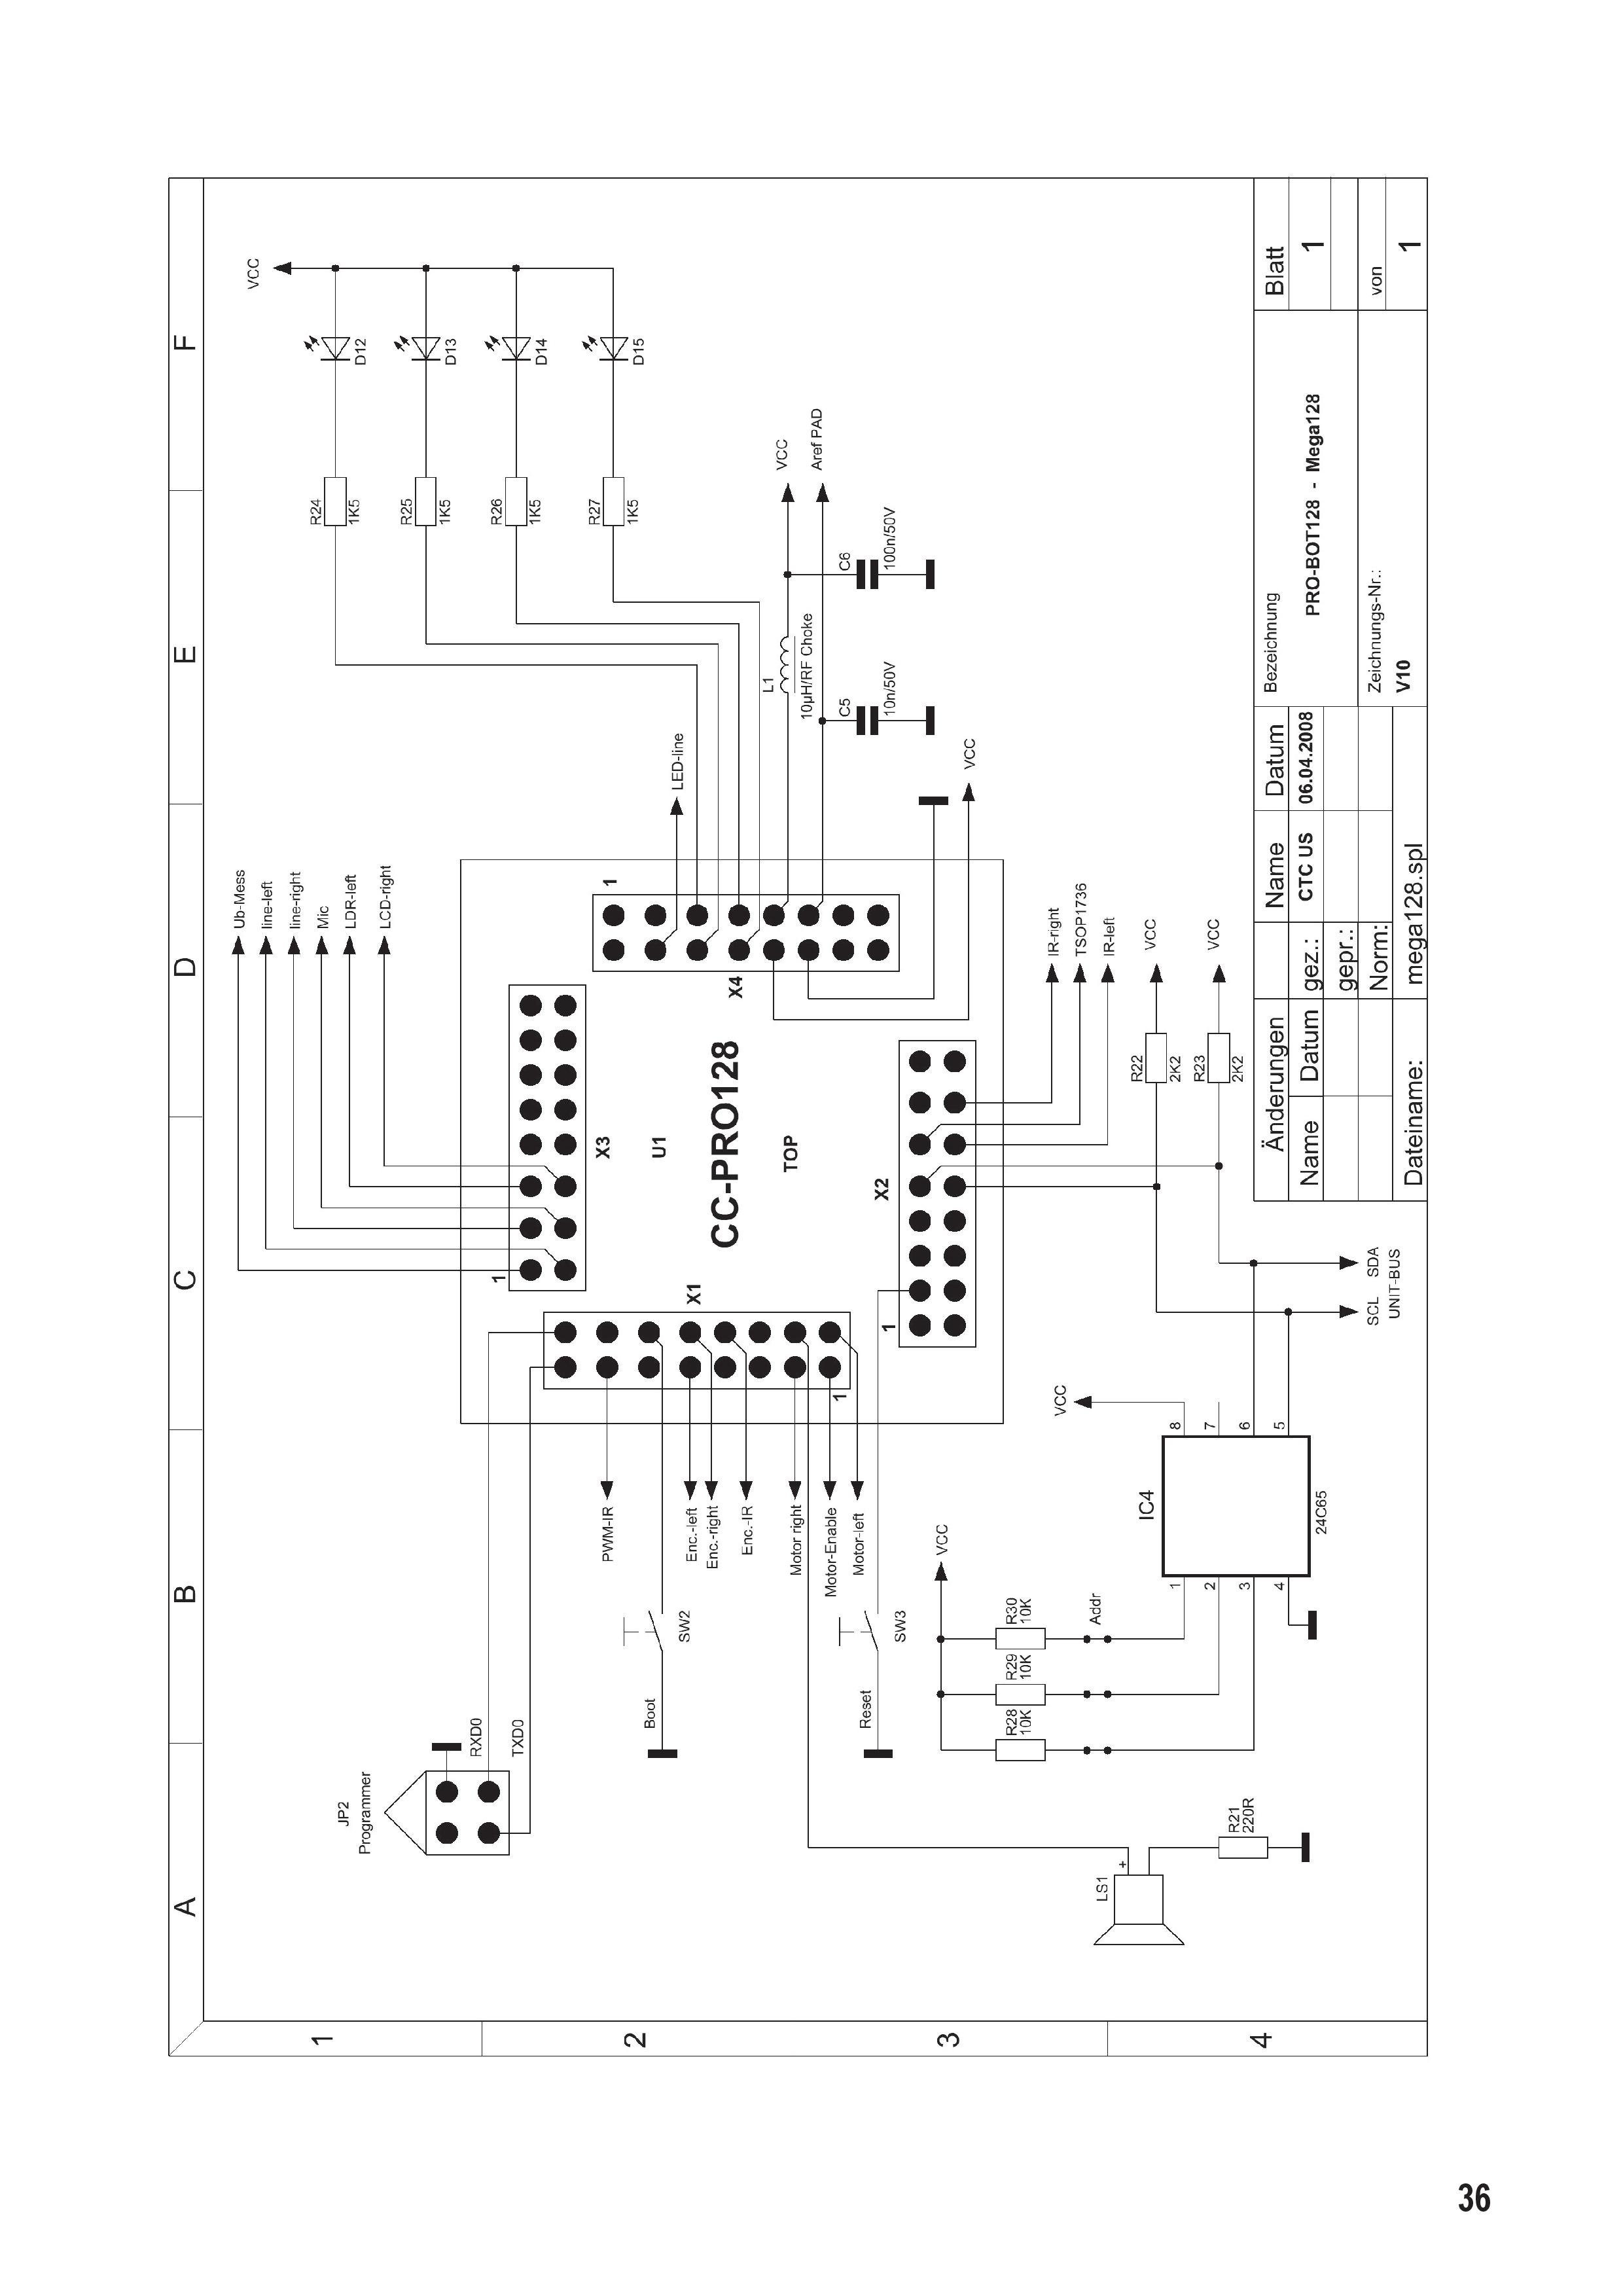 A B C D E F
1
2
3
4
Ub-Mess
line-left
line-right
Mic
LDR-left
LCD-right
VCC
R24
1K5
D12
R25
1K5
D13
R26
1K5
D14
R27
1K5
D15
JP2
Programmer
RXD0
TXD0
1
X3
U1
CC-PRO128
TOP
PWM-IR
Boot
SW2
Enc.-left
Enc.-right
Enc.-IR
X1
Motor right
Motor-Enable
1
Motor-left
Reset
SW3
1
X4
LED-line
L1
10µH/RF Choke
VCC
Aref PAD
C5
10n/50V
C6
100n/50V
1
X2
VCC
VCC
R28
10K
R29
10K
R30
10K
Addr
VCC
IR-right
TSOP1736
IR-left
LS1
+
R21
220R
IC4
1
2
3
4
8
7
6
5
24C65
R22
2K2
VCC
R23
2K2
VCC
SCL SDA
UNIT-BUS
Änderungen Name Datum
Name Datum gez.: CTC US 06.04.2008
gepr.:
Norm:
Dateiname: mega128.spl
Bezeichnung
PRO-BOT128 - Mega128
Zeichnungs-Nr.:
V10
Blatt
1
von
1
36